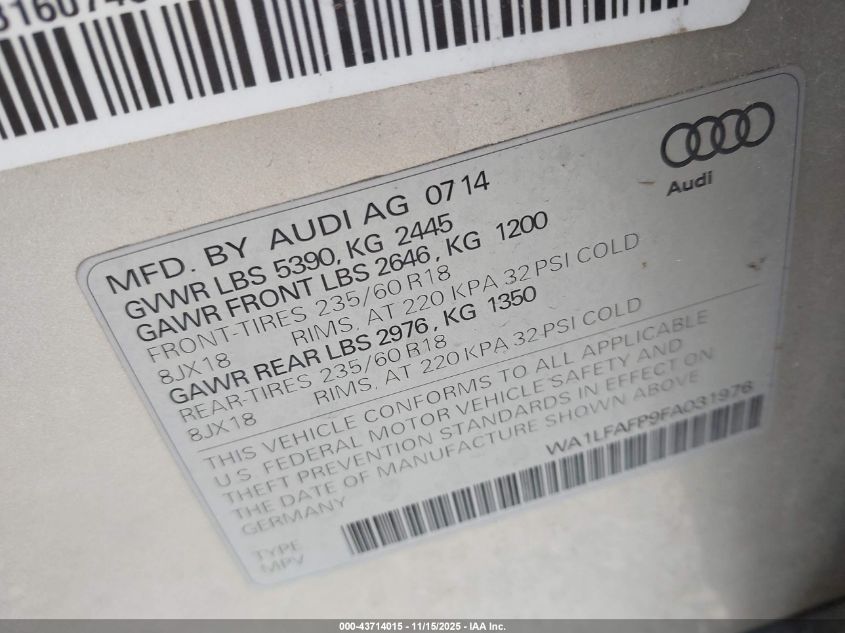 Audi
MFD. BY AUDI AG 0714
GVWR LBS 5390, KG 2445
GAWR FRONT LBS 2646, KG 1200
FRONT-TIRES 235/60 R18
8JX18 RIMS. AT 220 KPA 32 PSI COLD
GAWR REAR LBS 2976, KG 1350
REAR-TIRES 235/60 R18
8JX18 RIMS. AT 220 KPA 32 PSI COLD
THIS VEHICLE CONFORMS TO ALL APPLICABLE
U.S. FEDERAL MOTOR VEHICLE SAFETY AND
THEFT PREVENTION STANDARDS IN EFFECT ON
THE DATE OF MANUFACTURE SHOWN ABOVE
GERMANY WA1LFAFP9FA031976
TYPE
MPV
000-43714015 - 11/15/2025 - IAA Inc.